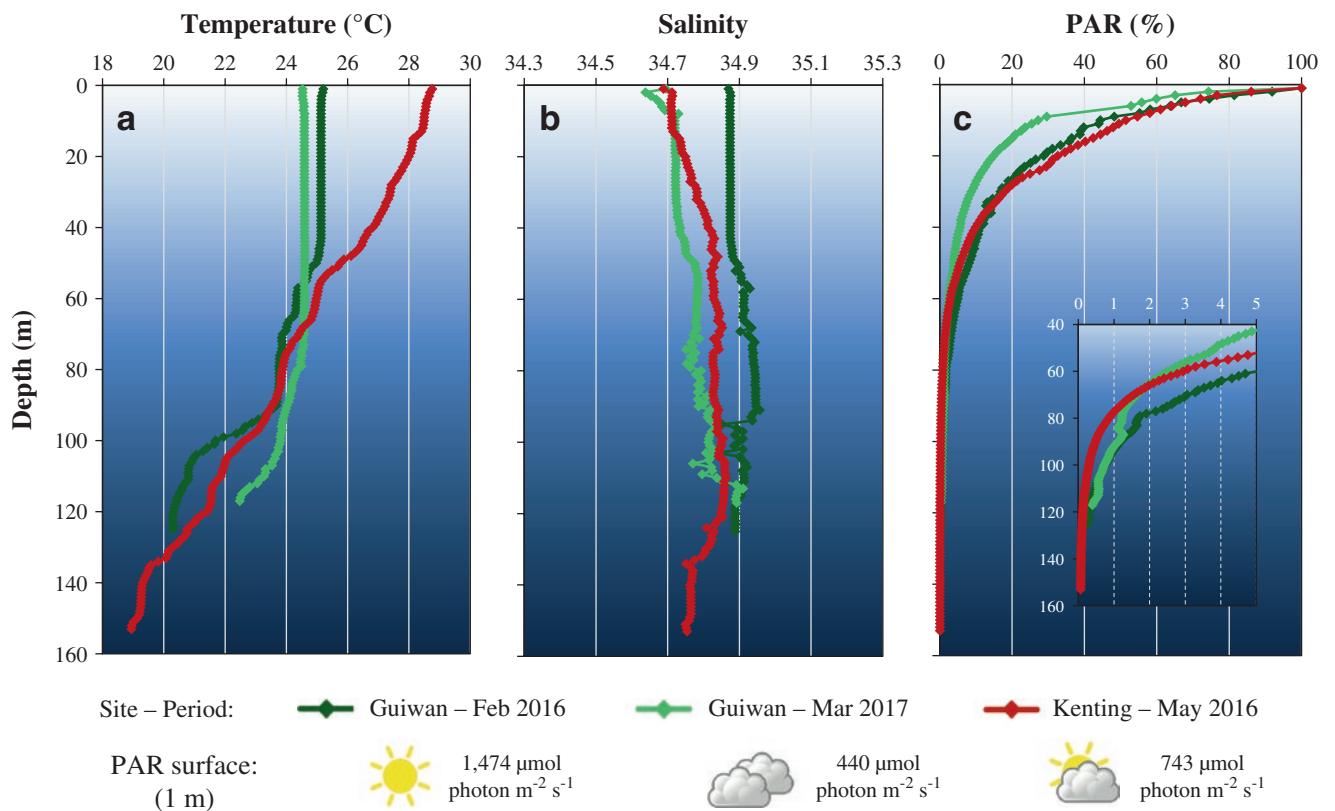 Temperature (°C)
Salinity
PAR (%)
18 20 22 24 26 28 30
34.3 34.5 34.7 34.9 35.1 35.3
0 20 40 60 80 100
0
20
40
60
80
100
120
140
160
Depth (m)
a
b
c
0 1 2 3 4 5
40
60
80
100
120
140
160
Site – Period:
Guiwan – Feb 2016
Guiwan – Mar 2017
Kenting – May 2016
PAR surface:
(1 m)
1,474 μmol
photon m⁻² s⁻¹
440 μmol
photon m⁻² s⁻¹
743 μmol
photon m⁻² s⁻¹